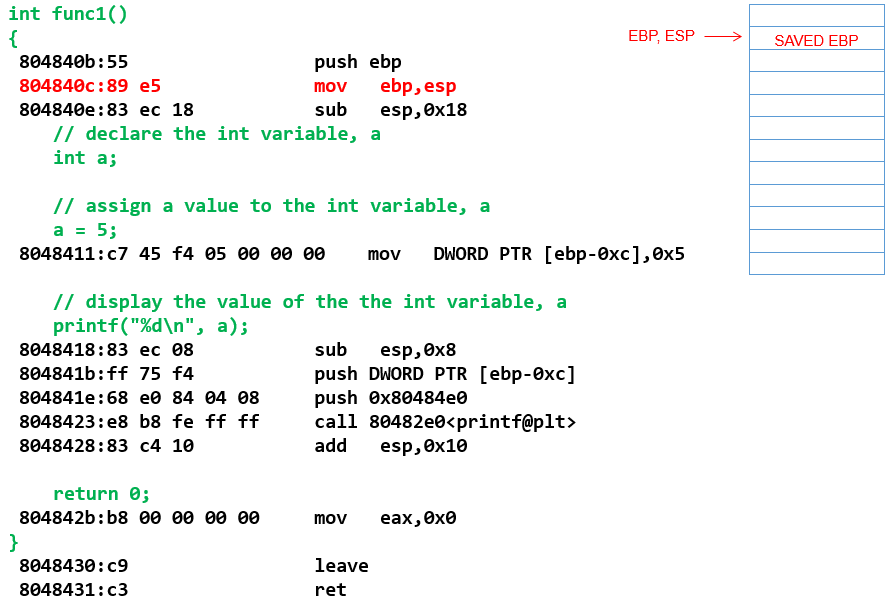 int func1()
{
804840b:55 push ebp
804840c:89 e5 mov ebp,esp
804840e:83 ec 18 sub esp,0x18
// declare the int variable, a
int a;
// assign a value to the int variable, a
a = 5;
8048411:c7 45 f4 05 00 00 00 mov DWORD PTR [ebp-0xc],0x5
// display the value of the the int variable, a
printf("%d\n", a);
8048418:83 ec 08 sub esp,0x8
804841b:ff 75 f4 push DWORD PTR [ebp-0xc]
804841e:68 e0 84 04 08 push 0x80484e0
8048423:e8 b8 fe ff ff call 80482e0<printf@plt>
8048428:83 c4 10 add esp,0x10
return 0;
804842b:b8 00 00 00 00 mov eax,0x0
}
8048430:c9 leave
8048431:c3 ret
EBP, ESP
SAVED EBP